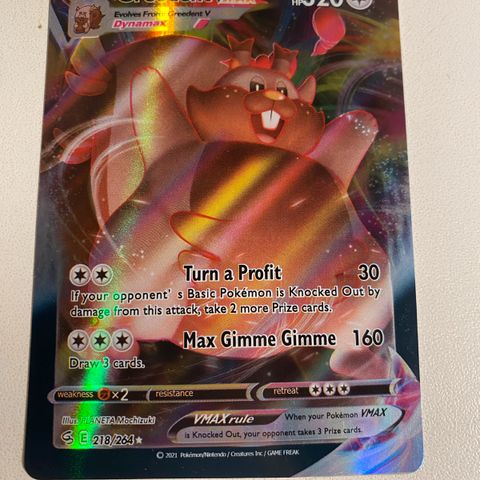 VMAX HP 320
Evolves From Greedent V
Dynamax
Turn a Profit 30
If your opponent' s Basic Pokémon is Knocked Out by
damage from this attack, take 2 more Prize cards.
Max Gimme Gimme 160
Draw 3 cards.
weakness ×2 resistance retreat
Illus. PLANETA Mochizuki
VMAX rule When your Pokémon VMAX
is Knocked Out, your opponent takes 3 Prize cards.
E 218/264★
© 2021 Pokémon/Nintendo / Creatures Inc / GAME FREAK